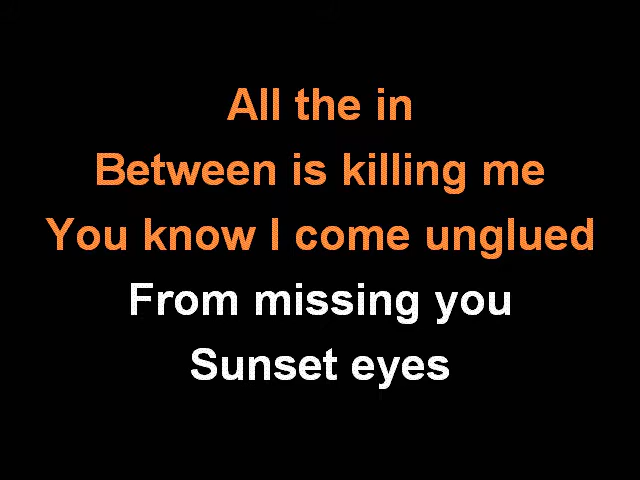 All the in
Between is killing me
You know I come unglued
From missing you
Sunset eyes